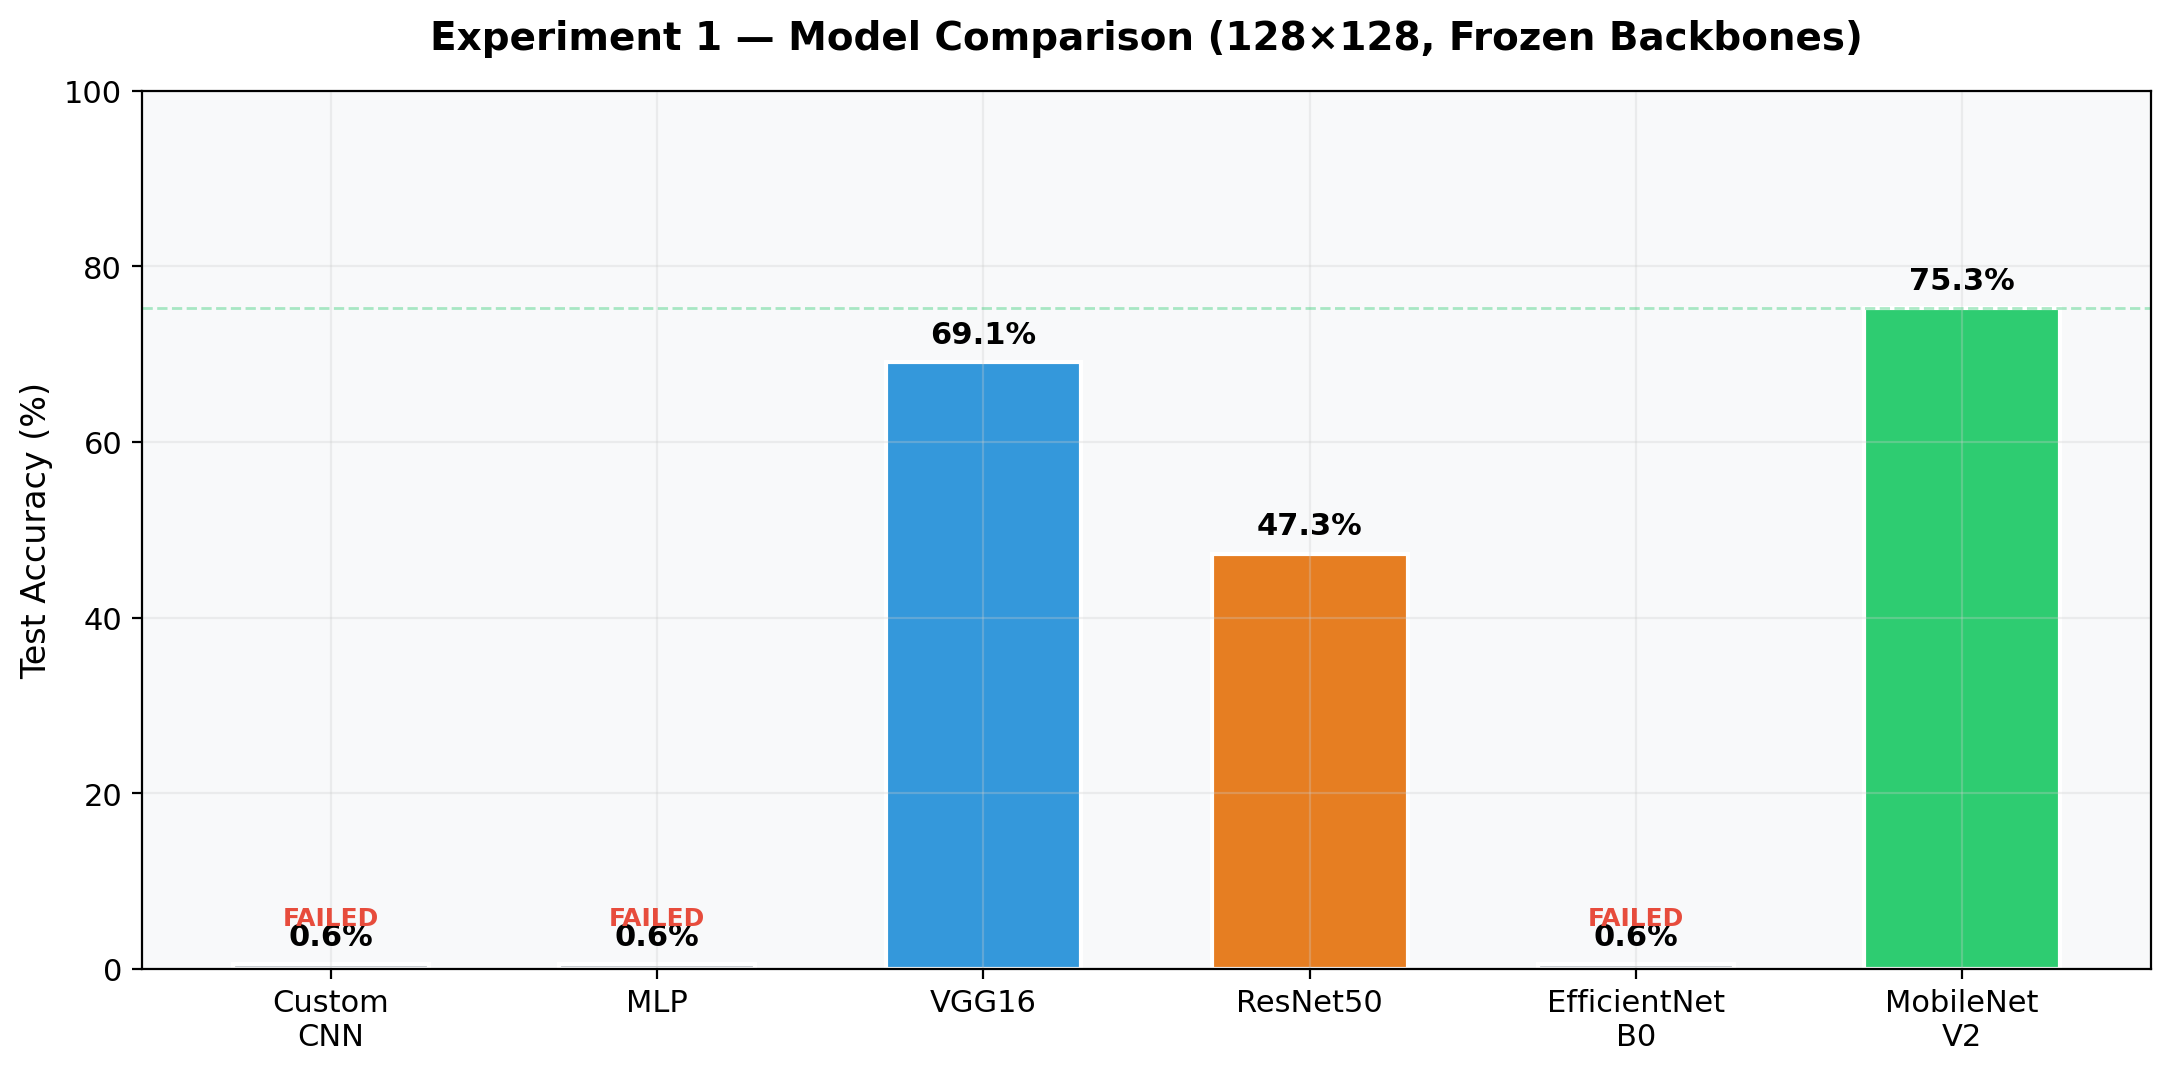 Experiment 1 — Model Comparison (128×128, Frozen Backbones)
Test Accuracy (%)
100
80
60
40
20
0
FAILED
0.6%
FAILED
0.6%
69.1%
47.3%
FAILED
0.6%
75.3%
Custom
CNN
MLP
VGG16
ResNet50
EfficientNet
B0
MobileNet
V2